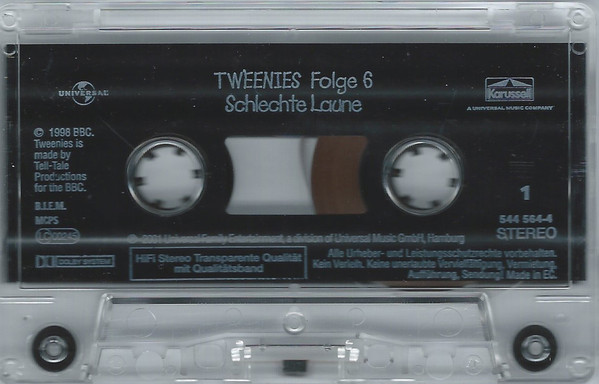 TWEENIES Folge 6
Schlechte Laune
UNIVERSAL
Karussell
A UNIVERSAL MUSIC COMPANY
© 1998 BBC.
Tweenies is
made by
Tell-Tale
Productions
for the BBC.
B.I.E.M.
MCPS
LC 00245
DOLBY SYSTEM
1
544 564-4
STEREO
℗ 2001 Universal Family Entertainment, a division of Universal Music GmbH, Hamburg
HiFi Stereo Transparente Qualität
mit Qualitätsband
Alle Urheber- und Leistungsschutzrechte vorbehalten.
Kein Verleih. Keine unerlaubte Vervielfältigung, Vermietung,
Aufführung, Sendung! Made in EC.